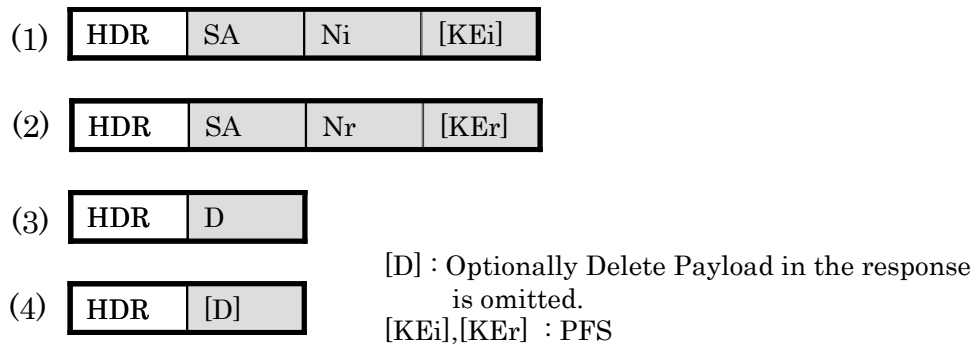 (1) HDR SA Ni [KEi]
(2) HDR SA Nr [KEr]
(3) HDR D
[D] : Optionally Delete Payload in the response
is omitted.
(4) HDR [D]
[KEi],[KEr] : PFS